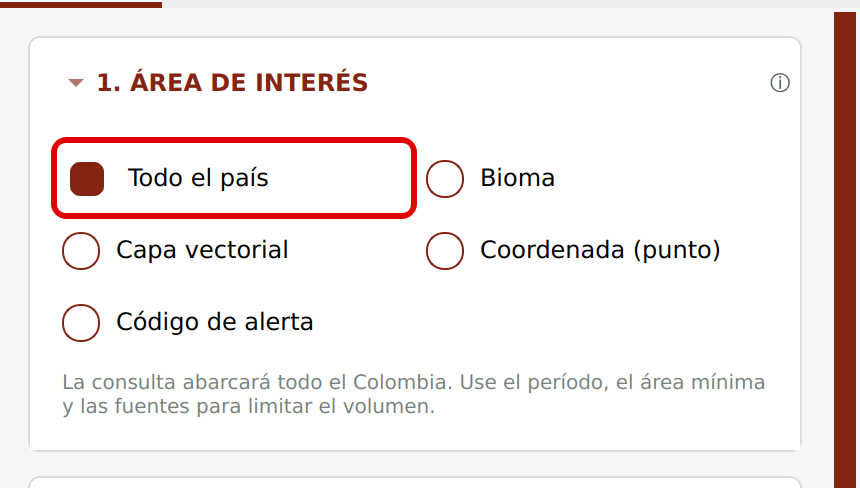 1. ÁREA DE INTERÉS
Todo el país
Bioma
Capa vectorial
Coordenada (punto)
Código de alerta
La consulta abarcará todo el Colombia. Use el período, el área mínima
y las fuentes para limitar el volumen.